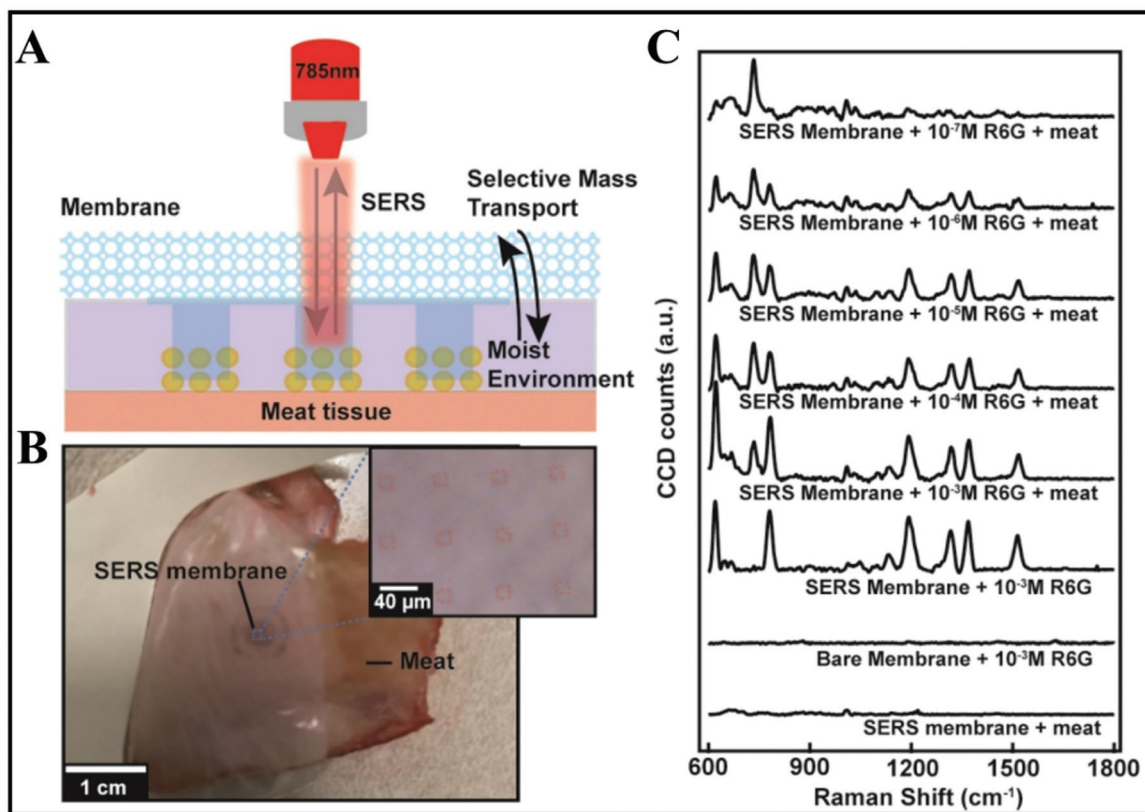 A
785nm
Membrane
SERS
Selective Mass
Transport
Moist
Environment
Meat tissue
B
SERS membrane
40 µm
Meat
1 cm
C
CCD counts (a.u.)
SERS Membrane + 10⁻⁷M R6G + meat
SERS Membrane + 10⁻⁶M R6G + meat
SERS Membrane + 10⁻⁵M R6G + meat
SERS Membrane + 10⁻⁴M R6G + meat
SERS Membrane + 10⁻³M R6G + meat
SERS Membrane + 10⁻³M R6G
Bare Membrane + 10⁻³M R6G
SERS membrane + meat
600 900 1200 1500 1800
Raman Shift (cm⁻¹)